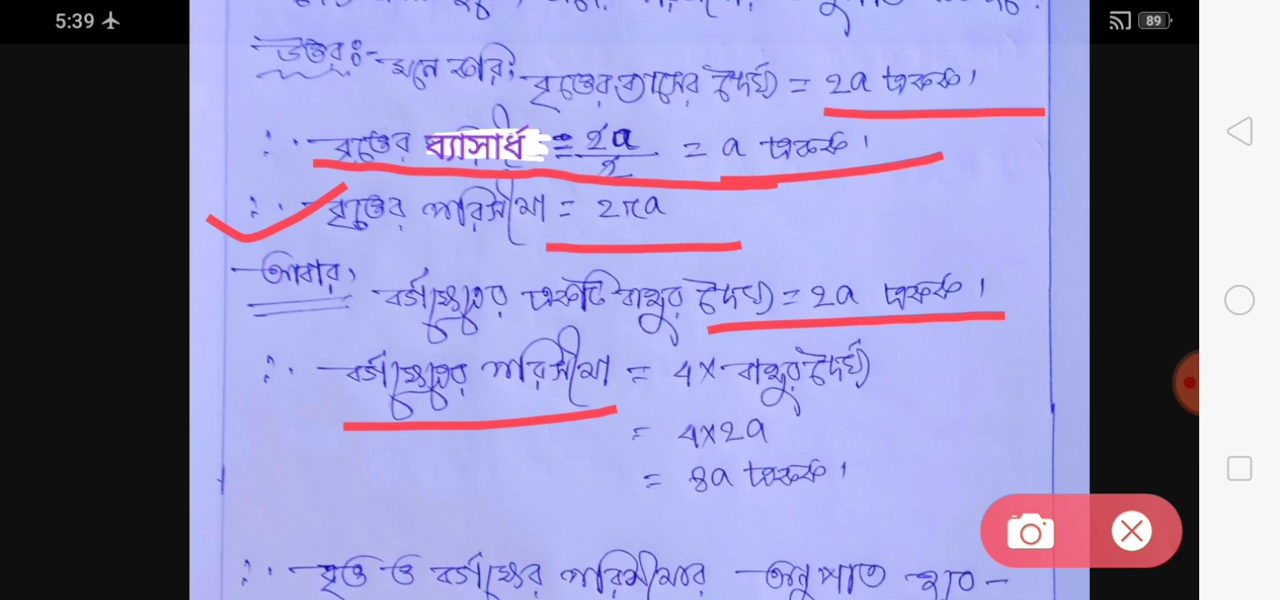 5:39
89
উত্তরঃ- মনে করি, বৃত্তের ব্যাসের দৈর্ঘ্য = 2a একক।
∴ বৃত্তের ব্যাসার্ধ = 2a/2 = a একক।
∴ বৃত্তের পরিসীমা = 2πa
আবার, বর্গক্ষেত্রের একটি বাহুর দৈর্ঘ্য = 2a একক।
∴ বর্গক্ষেত্রের পরিসীমা = 4× বাহুর দৈর্ঘ্য
= 4×2a
= 8a একক।
∴ বৃত্ত ও বর্গক্ষেত্রের পরিসীমার অনুপাত হবে -